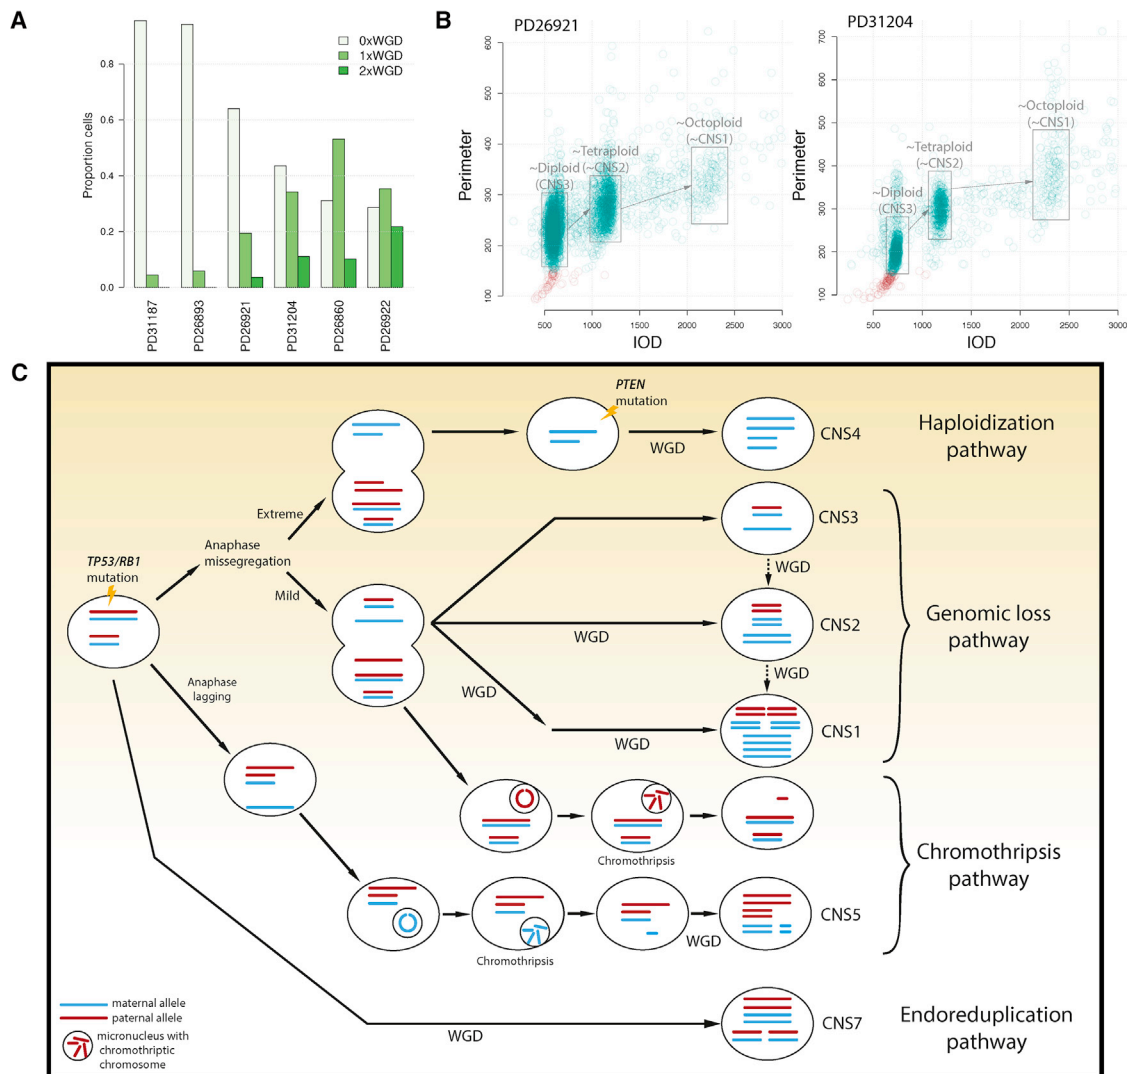 A
0xWGD
1xWGD
2xWGD
Proportion cells
0.8
0.6
0.4
0.2
0.0
PD31187
PD26893
PD26921
PD31204
PD26860
PD26922
B
PD26921
Perimeter
600
500
400
300
200
100
~Diploid
(CNS3)
~Tetraploid
(~CNS2)
~Octoploid
(~CNS1)
500
1000
1500
2000
2500
3000
IOD
PD31204
Perimeter
700
600
500
400
300
200
100
~Diploid
(CNS3)
~Tetraploid
(~CNS2)
~Octoploid
(~CNS1)
500
1000
1500
2000
2500
3000
IOD
C
PTEN
mutation
WGD
CNS4
Haploidization
pathway
Extreme
Anaphase
missegregation
Mild
TP53/RB1
mutation
CNS3
WGD
WGD
CNS2
WGD
WGD
WGD
CNS1
Genomic loss
pathway
Anaphase
lagging
Chromothripsis
Chromothripsis
WGD
CNS5
Chromothripsis
pathway
WGD
CNS7
Endoreduplication
pathway
maternal allele
paternal allele
micronucleus with
chromothriptic
chromosome